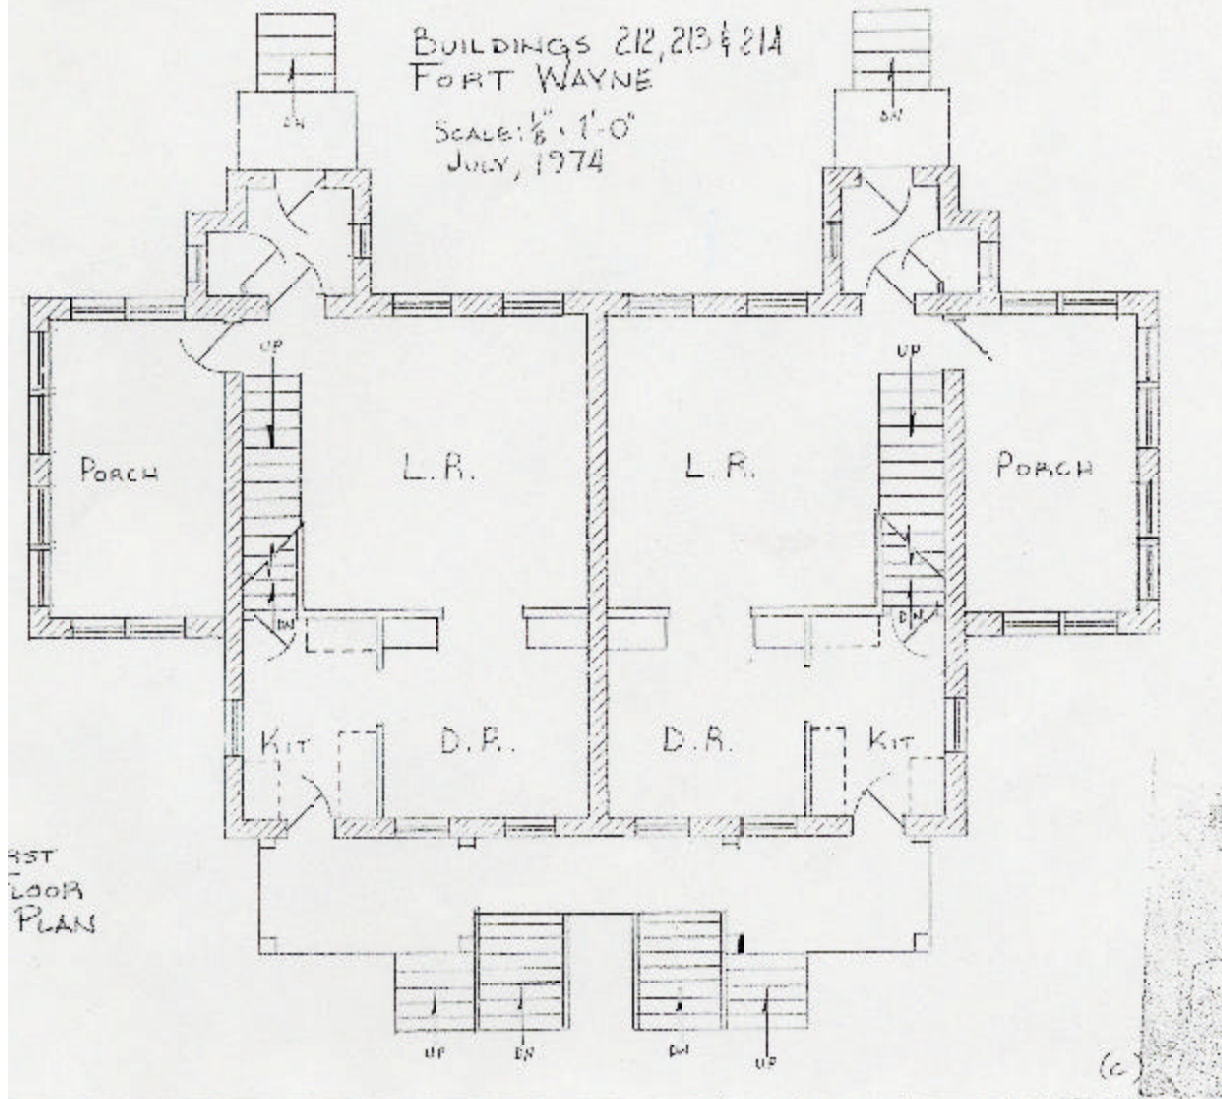 BUILDINGS 212, 213 & 214
FORT WAYNE
SCALE: 1/8" = 1'-0"
JULY, 1974
DN
DN
UP
UP
PORCH
L.R.
L.R.
PORCH
DN
DN
KIT
D.R.
D.R.
KIT
RST
LOOR
PLAN
UP
DN
DN
UP
(c)